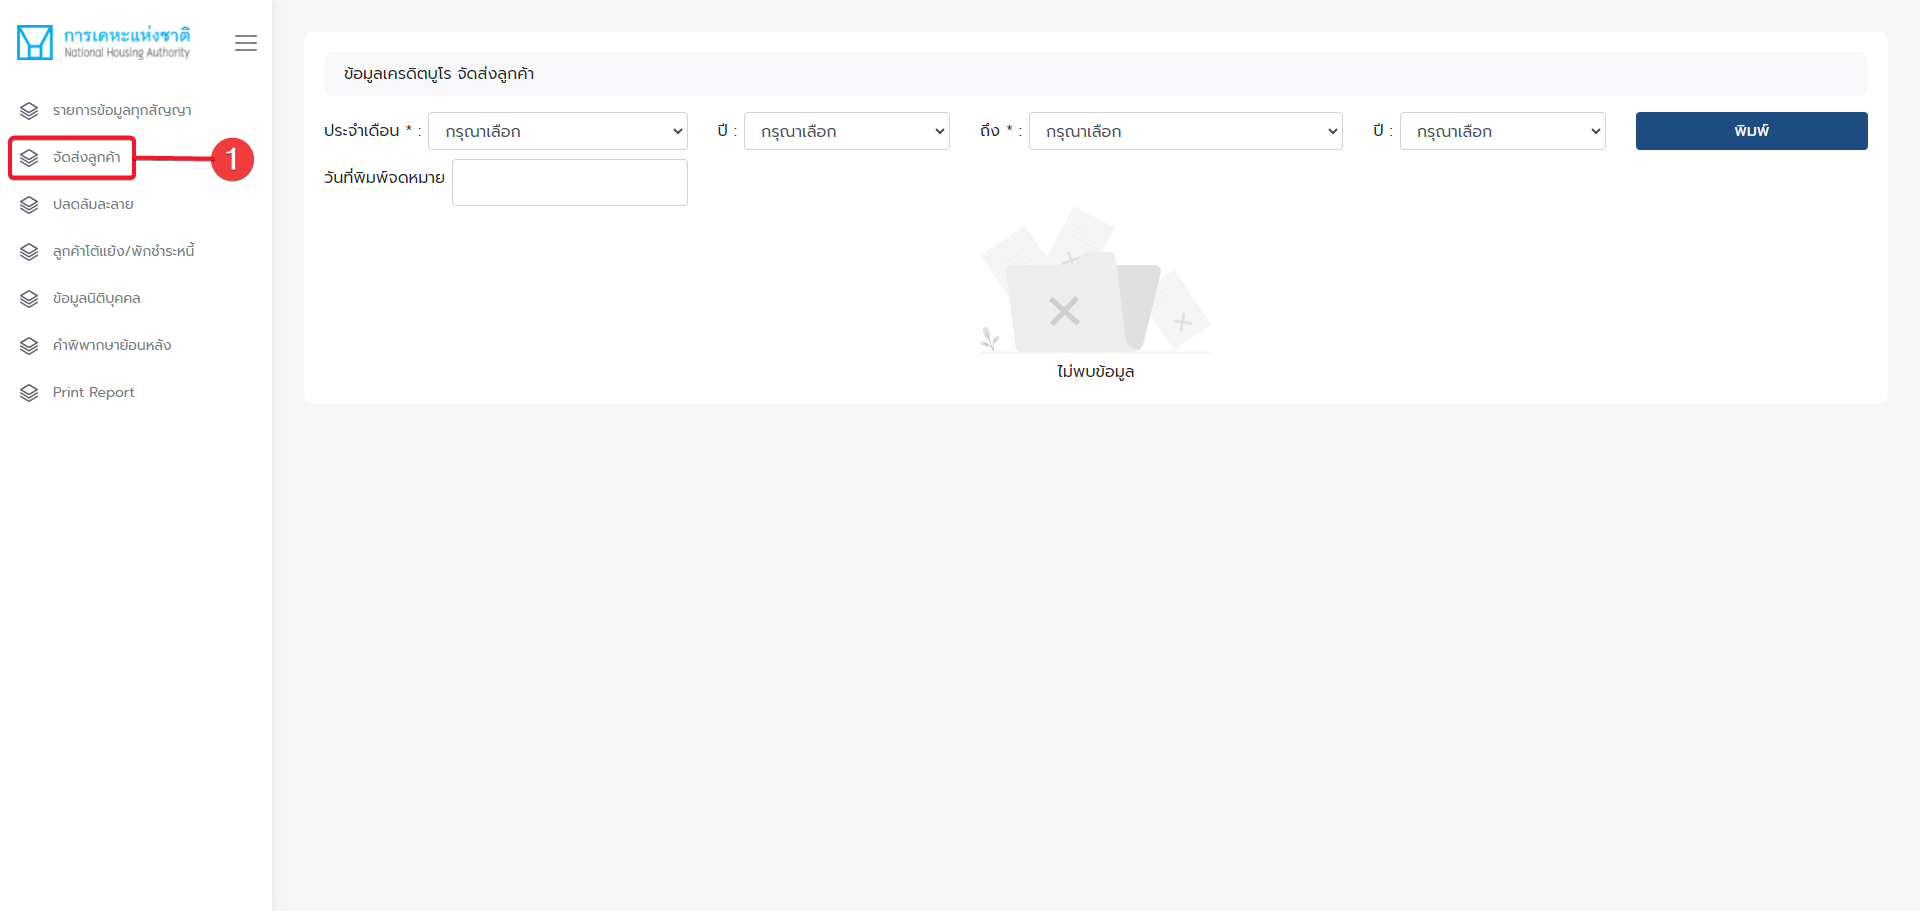 การเคหะแห่งชาติ
National Housing Authority
รายการข้อมูลทุกสัญญา
จัดส่งลูกค้า
1
ปลดล้มละลาย
ลูกค้าโต้แย้ง/พักชำระหนี้
ข้อมูลนิติบุคคล
คำพิพากษาย้อนหลัง
Print Report
ข้อมูลเครดิตบูโร จัดส่งลูกค้า
ประจำเดือน * : กรุณาเลือก ปี : กรุณาเลือก ถึง * : กรุณาเลือก ปี : กรุณาเลือก พิมพ์
วันที่พิมพ์จดหมาย
ไม่พบข้อมูล